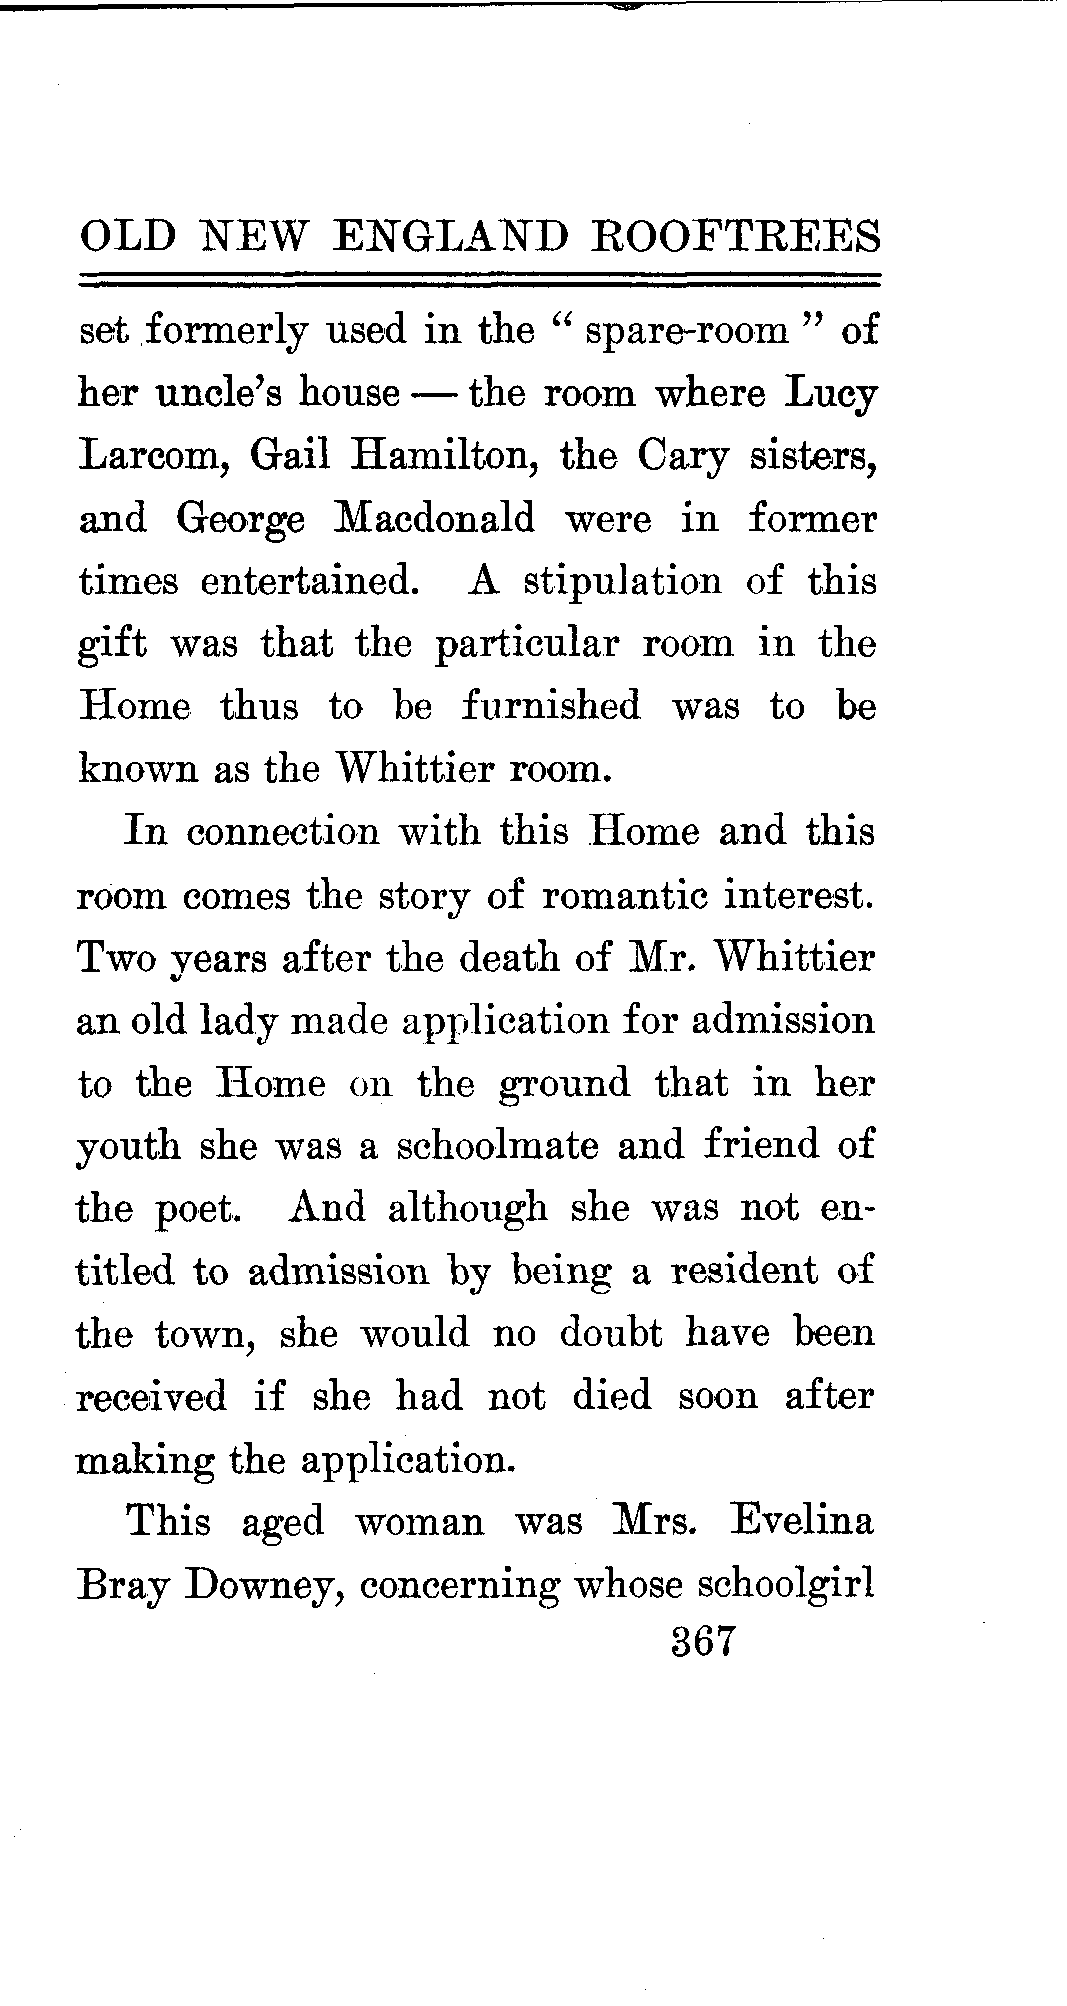 OLD NEW ENGLAND ROOFTREES
set formerly used in the " spare-room " of
her uncle's house — the room where Lucy
Larcom, Gail Hamilton, the Cary sisters,
and George Macdonald were in former
times entertained. A stipulation of this
gift was that the particular room in the
Home thus to be furnished was to be
known as the Whittier room.
In connection with this Home and this
room comes the story of romantic interest.
Two years after the death of Mr. Whittier
an old lady made application for admission
to the Home on the ground that in her
youth she was a schoolmate and friend of
the poet. And although she was not en-
titled to admission by being a resident of
the town, she would no doubt have been
received if she had not died soon after
making the application.
This aged woman was Mrs. Evelina
Bray Downey, concerning whose schoolgirl
367